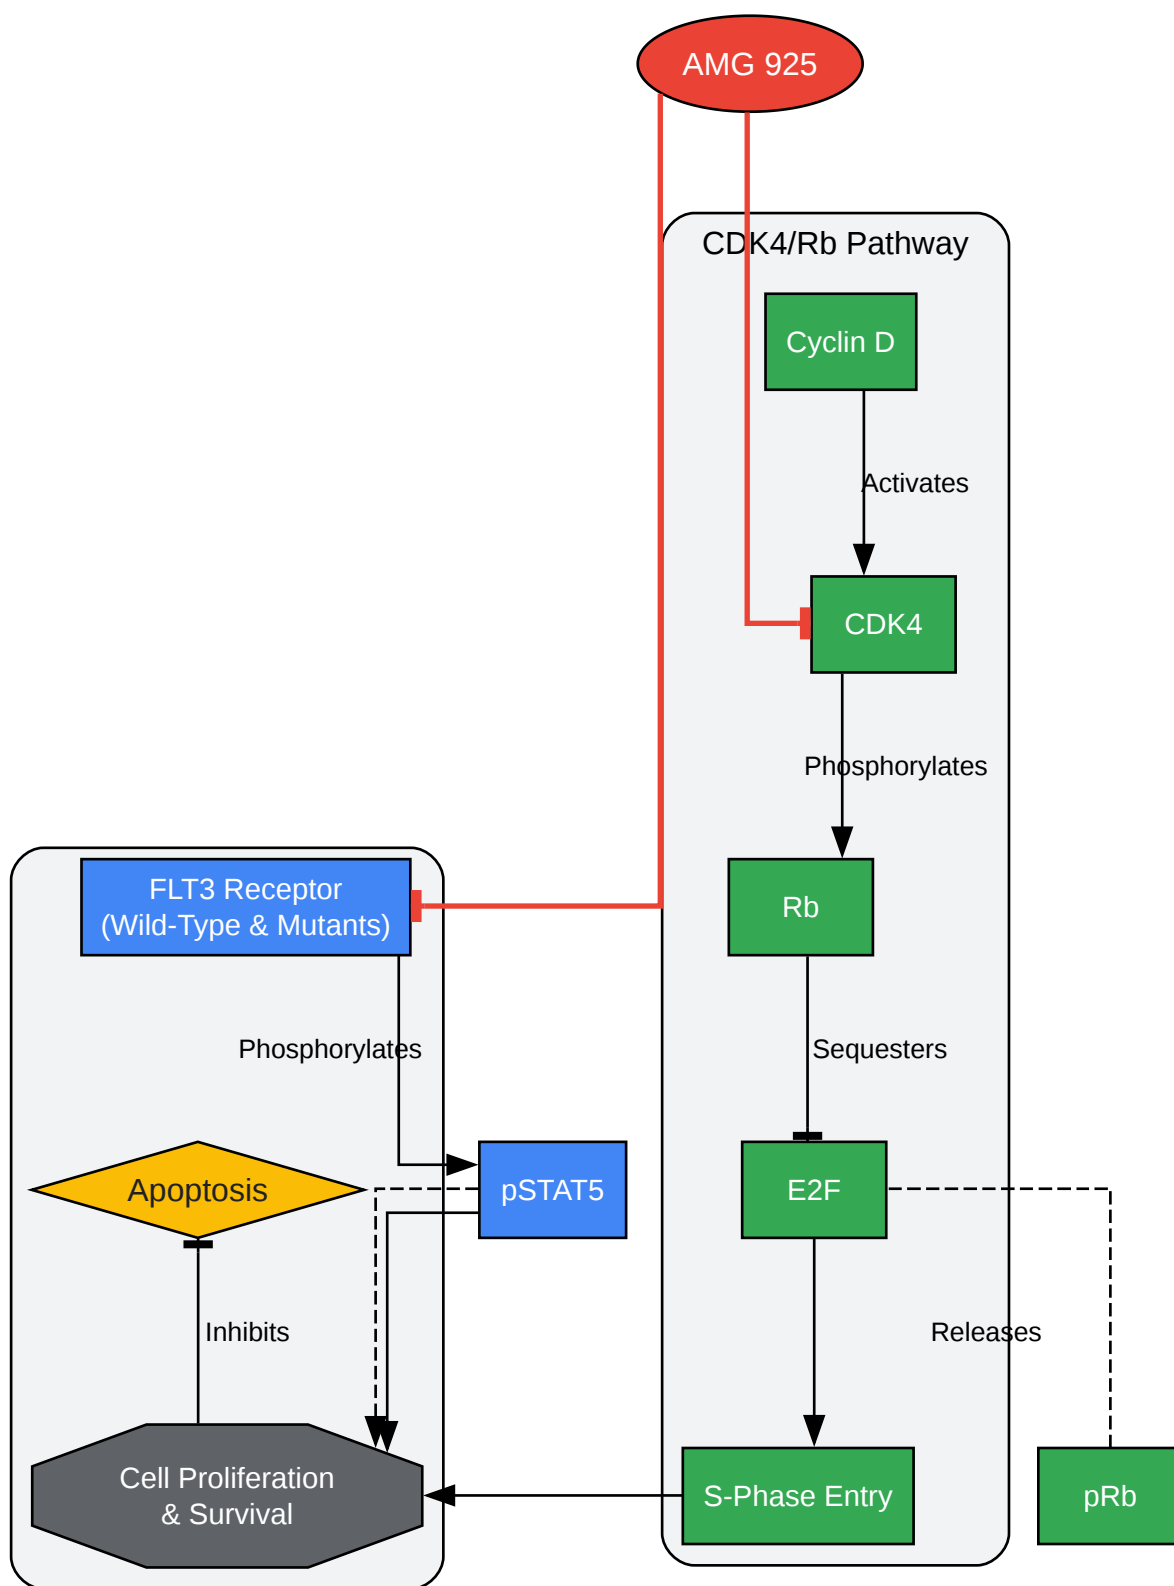 AMG 925
CDK4/Rb Pathway
Cyclin D
Activates
CDK4
Phosphorylates
FLT3 Receptor
(Wild-Type & Mutants)
Rb
Phosphorylates
Sequesters
Apoptosis
pSTAT5
E2F
Inhibits
Releases
Cell Proliferation
& Survival
S-Phase Entry
pRb